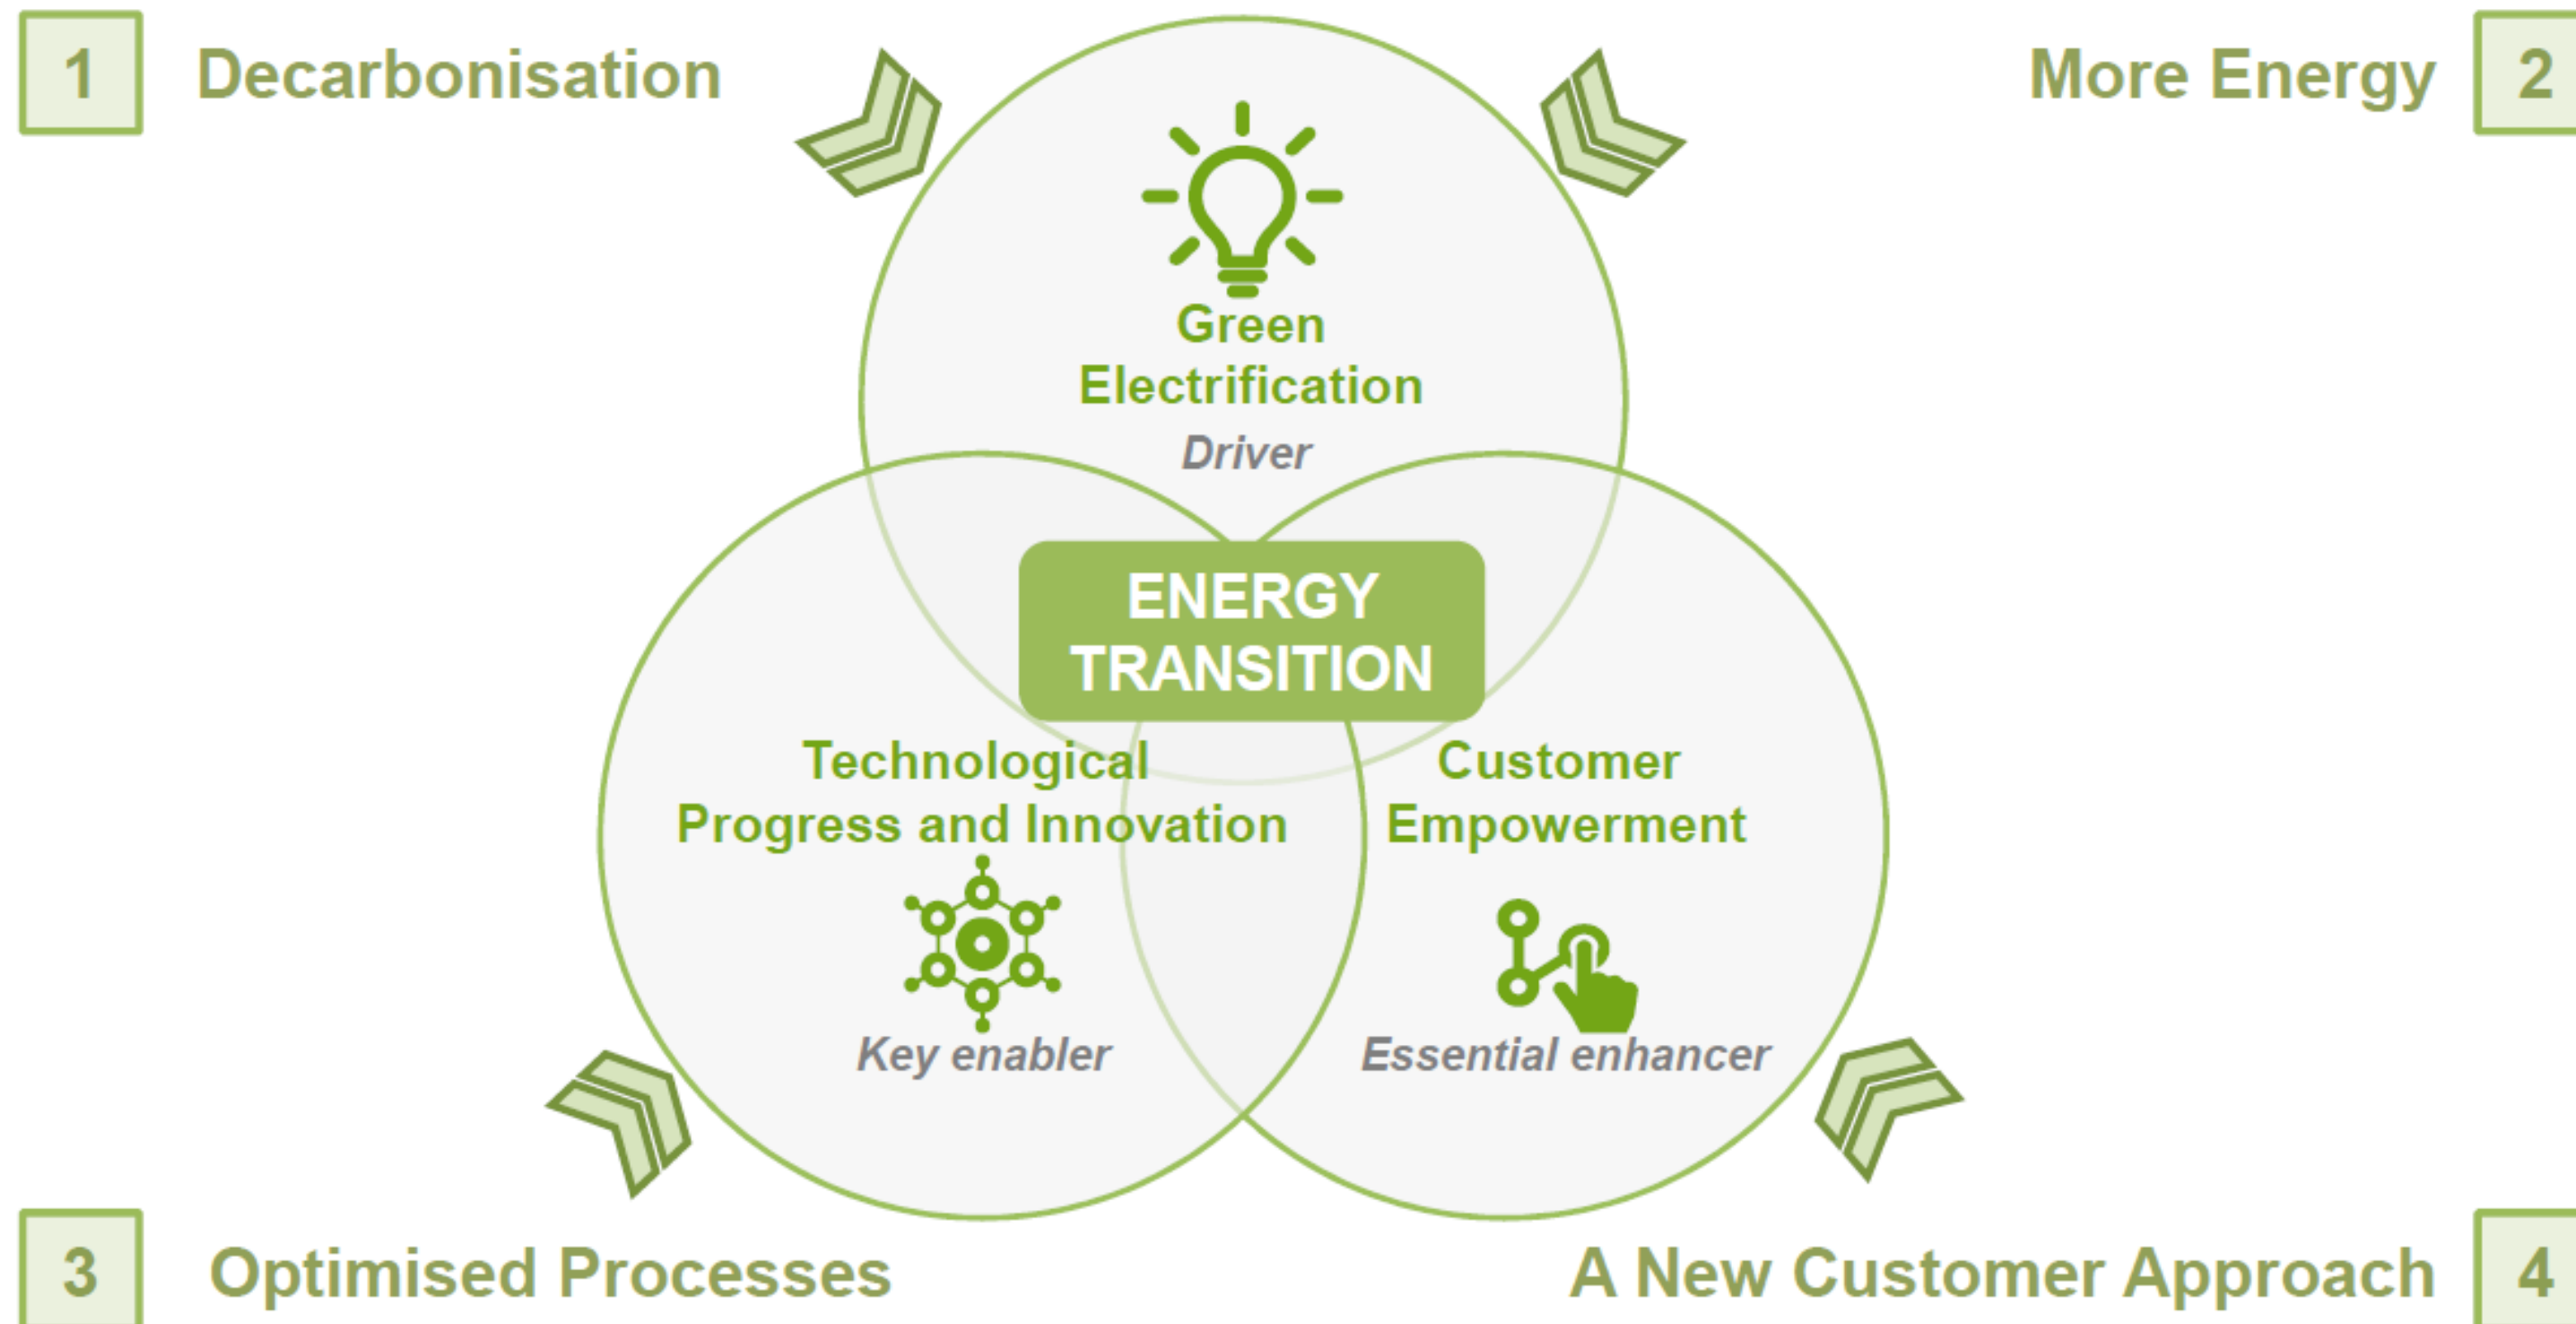 1
Decarbonisation
More Energy
2
Green
Electrification
Driver
ENERGY
TRANSITION
Technological
Progress and Innovation
Key enabler
Customer
Empowerment
Essential enhancer
3
Optimised Processes
A New Customer Approach
4